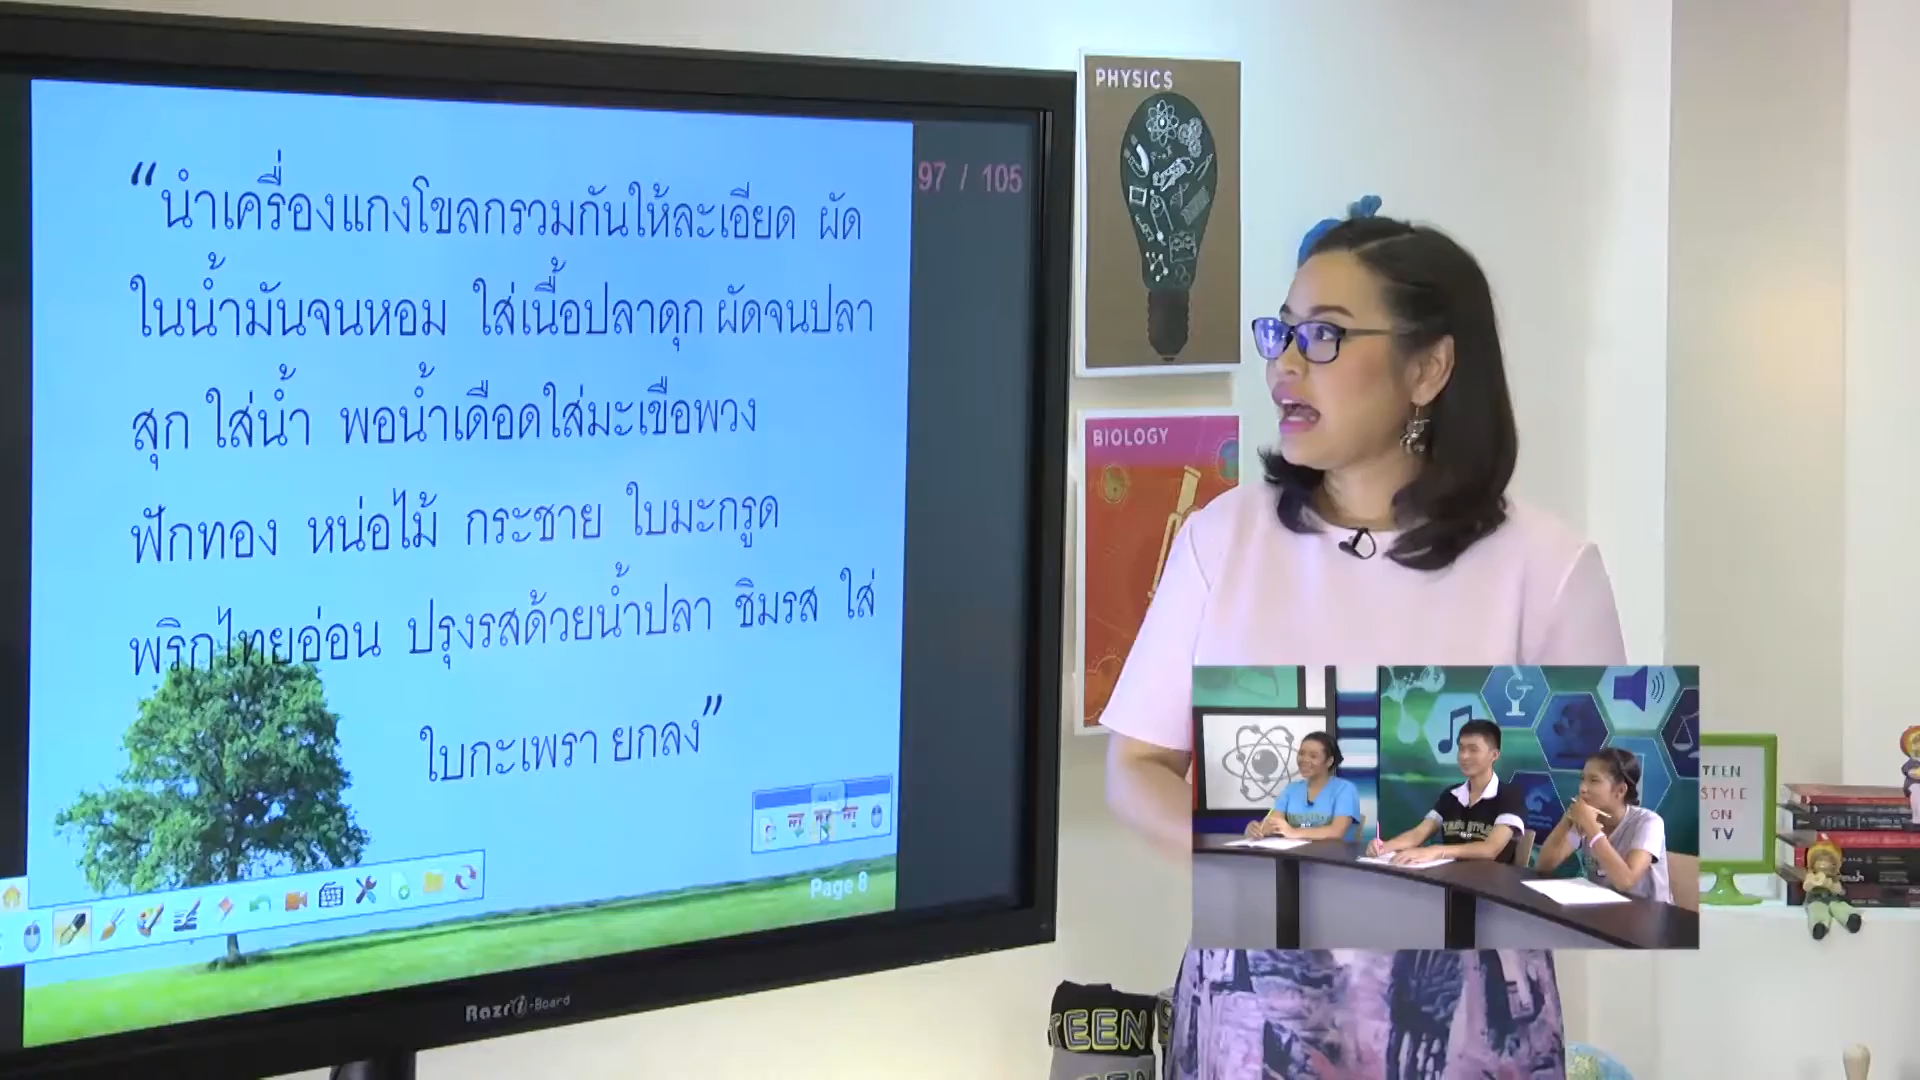 “นำเครื่องแกงโขลกรวมกันให้ละเอียด ผัด
ในน้ำมันจนหอม ใส่เนื้อปลาดุก ผัดจนปลา
สุก ใส่น้ำ พอน้ำเดือดใส่มะเขือพวง
ฟักทอง หน่อไม้ กระชาย ใบมะกรูด
พริกไทยอ่อน ปรุงรสด้วยน้ำปลา ชิมรส ใส่
ใบกะเพรา ยกลง”
97 / 105
Page 8
Razr i-Board
PHYSICS
BIOLOGY
TEEN
STYLE
ON
TV
TEEN